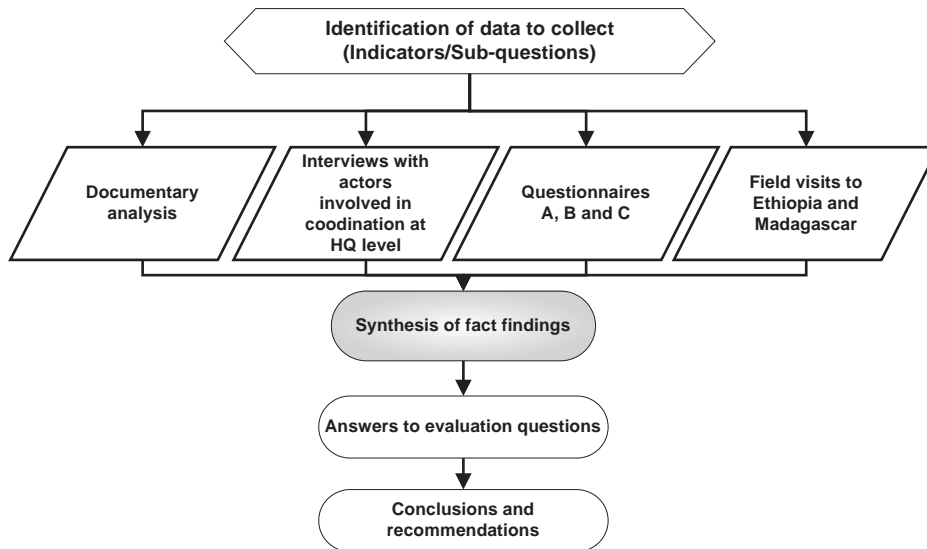 Identification of data to collect
(Indicators/Sub-questions)
Documentary
analysis
Interviews with
actors
involved in
coodination at
HQ level
Questionnaires
A, B and C
Field visits to
Ethiopia and
Madagascar
Synthesis of fact findings
Answers to evaluation questions
Conclusions and
recommendations